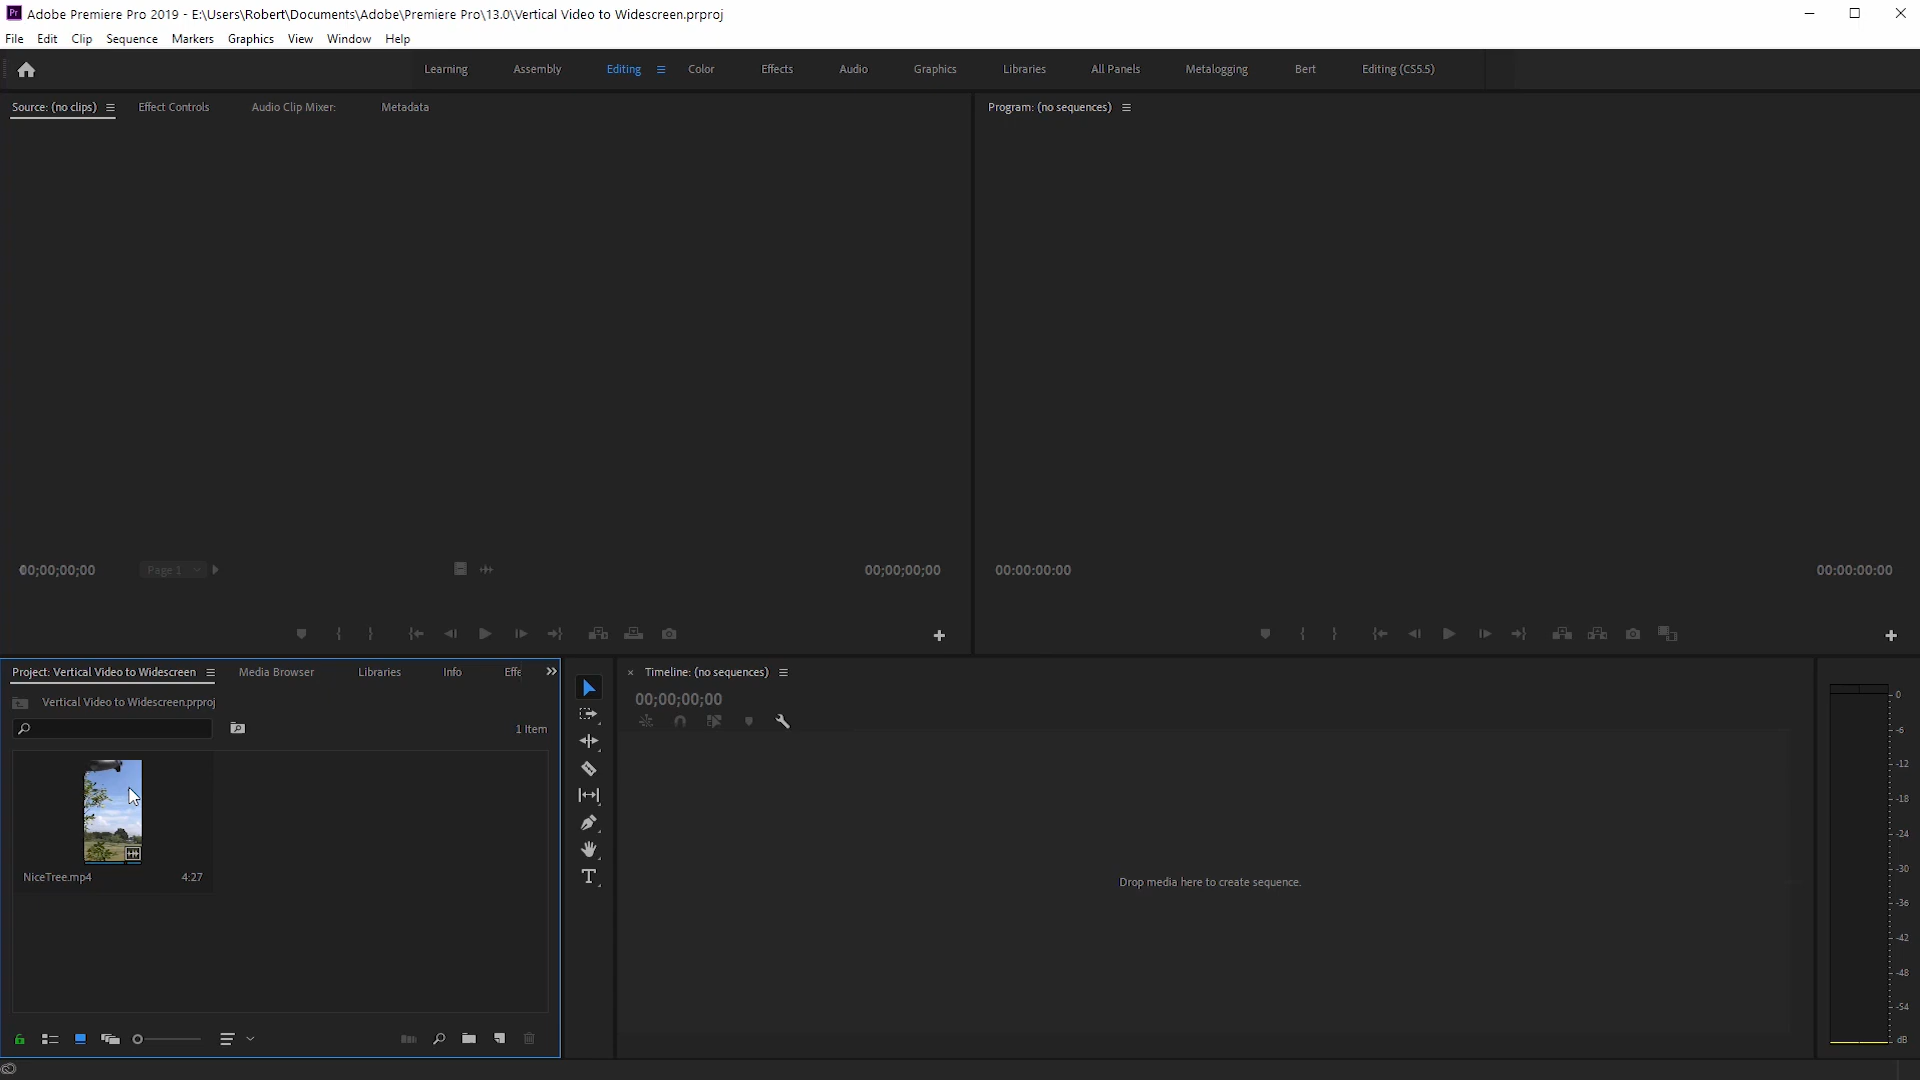 Pr Adobe Premiere Pro 2019 - E:\Users\Robert\Documents\Adobe\Premiere Pro\13.0\Vertical Video to Widescreen.prproj
File Edit Clip Sequence Markers Graphics View Window Help
Learning Assembly Editing Color Effects Audio Graphics Libraries All Panels Metalogging Bert Editing (CS5.5)
Source: (no clips) Effect Controls Audio Clip Mixer: Metadata
Program: (no sequences)
00;00;00;00 Page 1 00;00;00;00
00:00:00:00 00:00:00:00
Project: Vertical Video to Widescreen Media Browser Libraries Info Effe
Vertical Video to Widescreen.prproj
1 Item
NiceTree.mp4 4:27
Timeline: (no sequences)
00;00;00;00
Drop media here to create sequence.
0
-6
-12
-18
-24
-30
-36
-42
-48
-54
dB